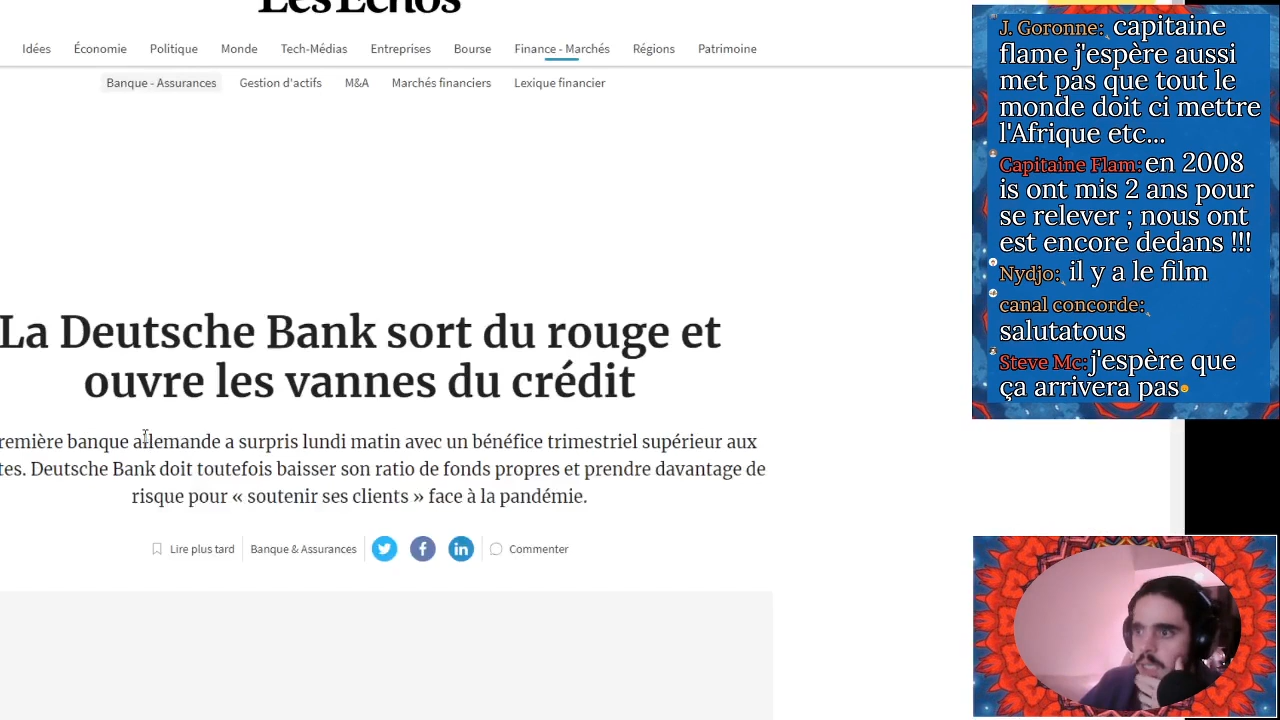 Les Echos
Idées Économie Politique Monde Tech-Médias Entreprises Bourse Finance - Marchés Régions Patrimoine
Banque - Assurances Gestion d'actifs M&A Marchés financiers Lexique financier
La Deutsche Bank sort du rouge et
ouvre les vannes du crédit
remière banque allemande a surpris lundi matin avec un bénéfice trimestriel supérieur aux
tes. Deutsche Bank doit toutefois baisser son ratio de fonds propres et prendre davantage de
risque pour « soutenir ses clients » face à la pandémie.
Lire plus tard Banque & Assurances Commenter
J. Goronne: capitaine
flame j'espère aussi
met pas que tout le
monde doit ci mettre
l'Afrique etc...
Capitaine Flam: en 2008
is ont mis 2 ans pour
se relever ; nous ont
est encore dedans !!!
Nydjo: il y a le film
canal concorde:
salutatous
Steve Mc: j'espère que
ça arrivera pas